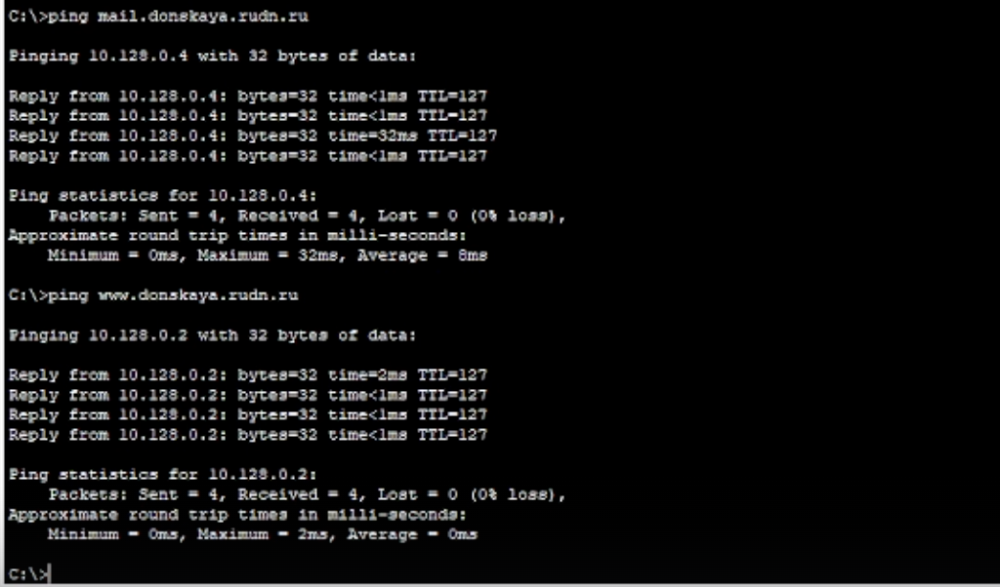 C:\>ping mail.donskaya.rudn.ru
Pinging 10.128.0.4 with 32 bytes of data:
Reply from 10.128.0.4: bytes=32 time<1ms TTL=127
Reply from 10.128.0.4: bytes=32 time<1ms TTL=127
Reply from 10.128.0.4: bytes=32 time=32ms TTL=127
Reply from 10.128.0.4: bytes=32 time<1ms TTL=127
Ping statistics for 10.128.0.4:
Packets: Sent = 4, Received = 4, Lost = 0 (0% loss),
Approximate round trip times in milli-seconds:
Minimum = 0ms, Maximum = 32ms, Average = 8ms
C:\>ping www.donskaya.rudn.ru
Pinging 10.128.0.2 with 32 bytes of data:
Reply from 10.128.0.2: bytes=32 time=2ms TTL=127
Reply from 10.128.0.2: bytes=32 time<1ms TTL=127
Reply from 10.128.0.2: bytes=32 time<1ms TTL=127
Reply from 10.128.0.2: bytes=32 time<1ms TTL=127
Ping statistics for 10.128.0.2:
Packets: Sent = 4, Received = 4, Lost = 0 (0% loss),
Approximate round trip times in milli-seconds:
Minimum = 0ms, Maximum = 2ms, Average = 0ms
C:\>